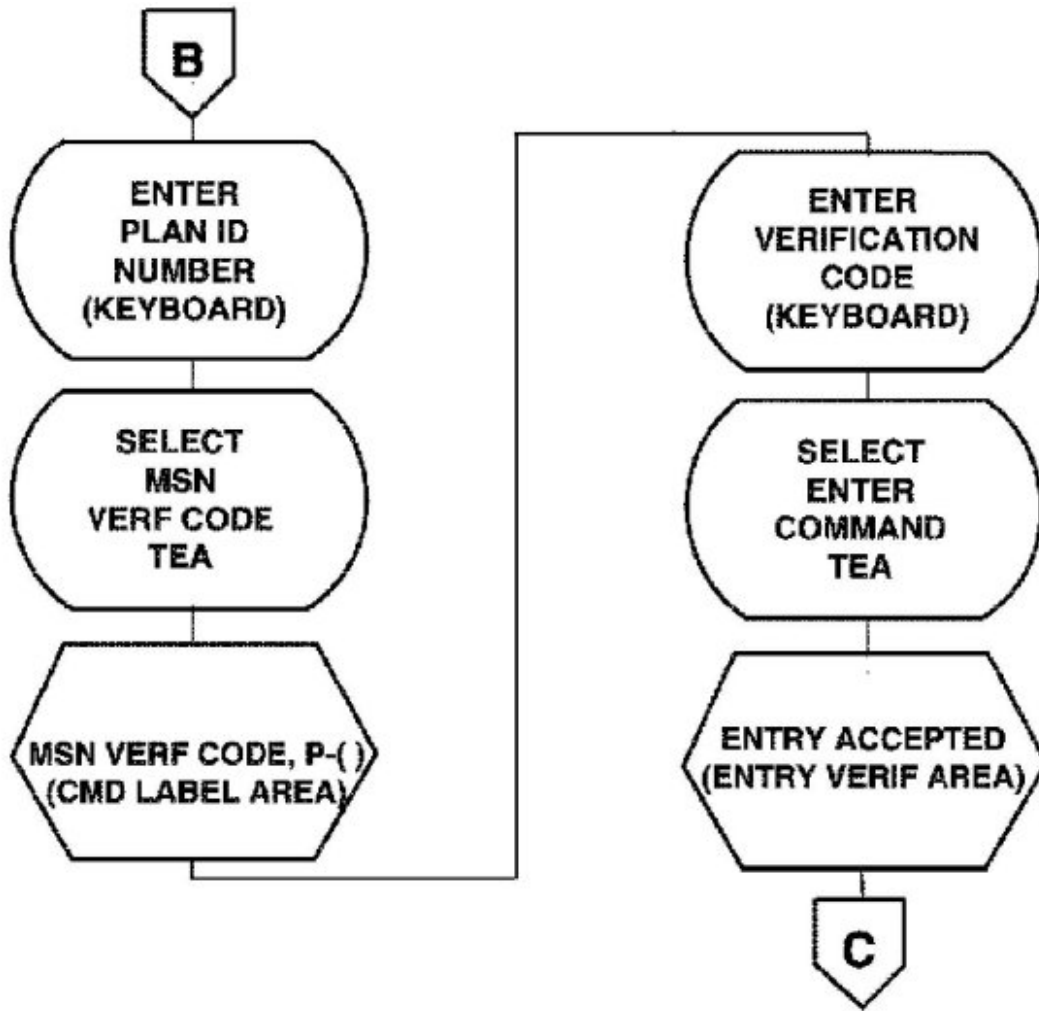 B
ENTER
PLAN ID
NUMBER
(KEYBOARD)
SELECT
MSN
VERF CODE
TEA
MSN VERF CODE, P-( )
(CMD LABEL AREA)
ENTER
VERIFICATION
CODE
(KEYBOARD)
SELECT
ENTER
COMMAND
TEA
ENTRY ACCEPTED
(ENTRY VERIF AREA)
C